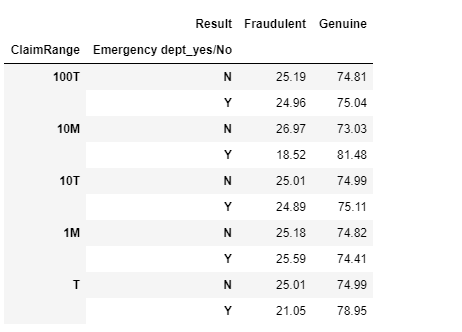 Result Fraudulent Genuine
ClaimRange Emergency dept_yes/No
100T N 25.19 74.81
Y 24.96 75.04
10M N 26.97 73.03
Y 18.52 81.48
10T N 25.01 74.99
Y 24.89 75.11
1M N 25.18 74.82
Y 25.59 74.41
T N 25.01 74.99
Y 21.05 78.95